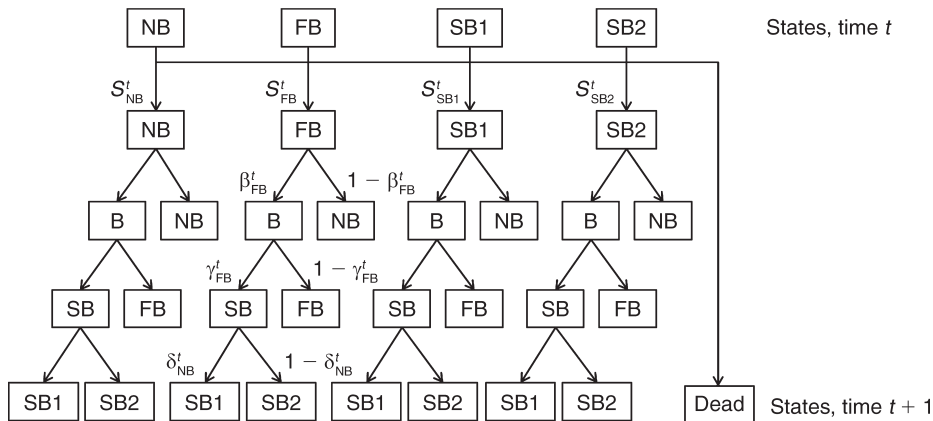 NB FB SB1 SB2 States, time t
S^t_NB S^t_FB S^t_SB1 S^t_SB2
NB FB SB1 SB2
β^t_FB 1 − β^t_FB
B NB B NB B NB B NB
γ^t_FB 1 − γ^t_FB
SB FB SB FB SB FB SB FB
δ^t_NB 1 − δ^t_NB
SB1 SB2 SB1 SB2 SB1 SB2 SB1 SB2 Dead States, time t + 1